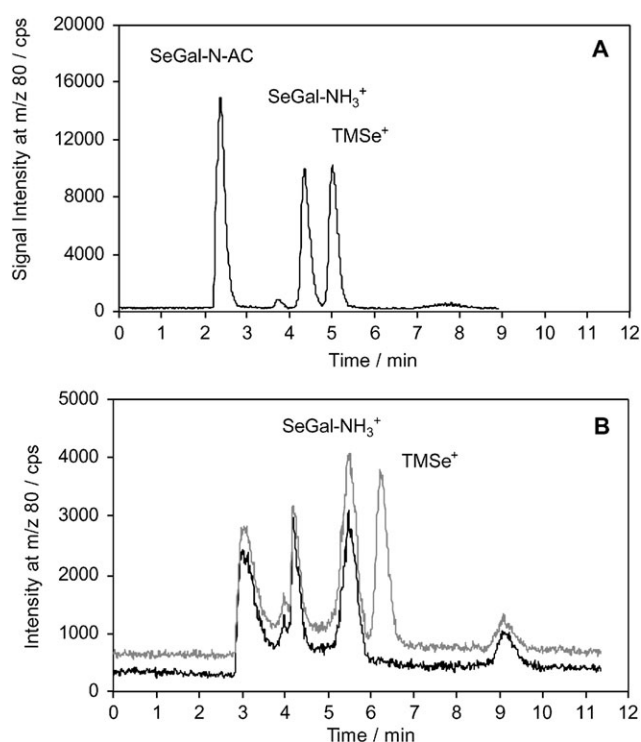 A
SeGal-N-AC
SeGal-NH₃⁺
TMSe⁺
Signal Intensity at m/z 80 / cps
20000
16000
12000
8000
4000
0
0 1 2 3 4 5 6 7 8 9 10 11 12
Time / min
B
SeGal-NH₃⁺
TMSe⁺
Intensity at m/z 80 / cps
5000
4000
3000
2000
1000
0
0 1 2 3 4 5 6 7 8 9 10 11 12
Time / min